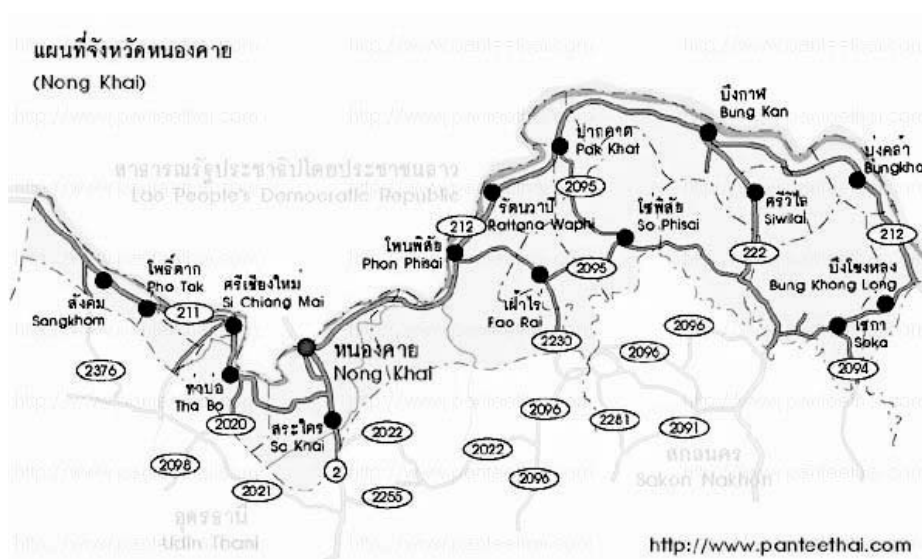 แผนที่จังหวัดหนองคาย
(Nong Khai)
บึงกาฬ
Bung Kan
ปากคาด
Pak Khat
บุ่งคล้า
Bungkho
สาธารณรัฐประชาธิปไตยประชาชนลาว
Lao People's Domocratic Republic
2095
รัตนวาปี
Rattana Waphi
โซ่พิสัย
So Phisai
ศรีวิไล
Siwilai
212
212
โพนพิสัย
Phon Phisai
222
2095
บึงโขงหลง
Bung Khong Long
โพธิ์ตาก
Pho Tak
ศรีเชียงใหม่
Si Chiang Mai
เฝ้าไร่
Fao Rai
สังคม
Sangkhom
211
โซกา
Soka
2096
2230
2096
หนองคาย
Nong Khai
2376
2094
ท่าบ่อ
Tha Bo
2096
2020
สระใคร
Sa Khai
2022
2281
2091
2022
สกลนคร
Sakon Nakhon
2098
2
2096
2021
2255
อุดรธานี
Udin Thani
http://www.panteethai.com